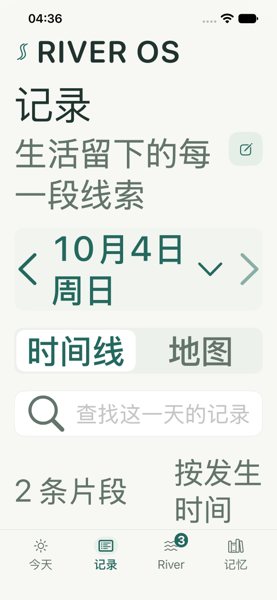 04:36
RIVER OS
记录
生活留下的每
一段线索
10月4日
周日
时间线
地图
查找这一天的记录
2 条片段
按发生
时间
3
今天
记录
River
记忆